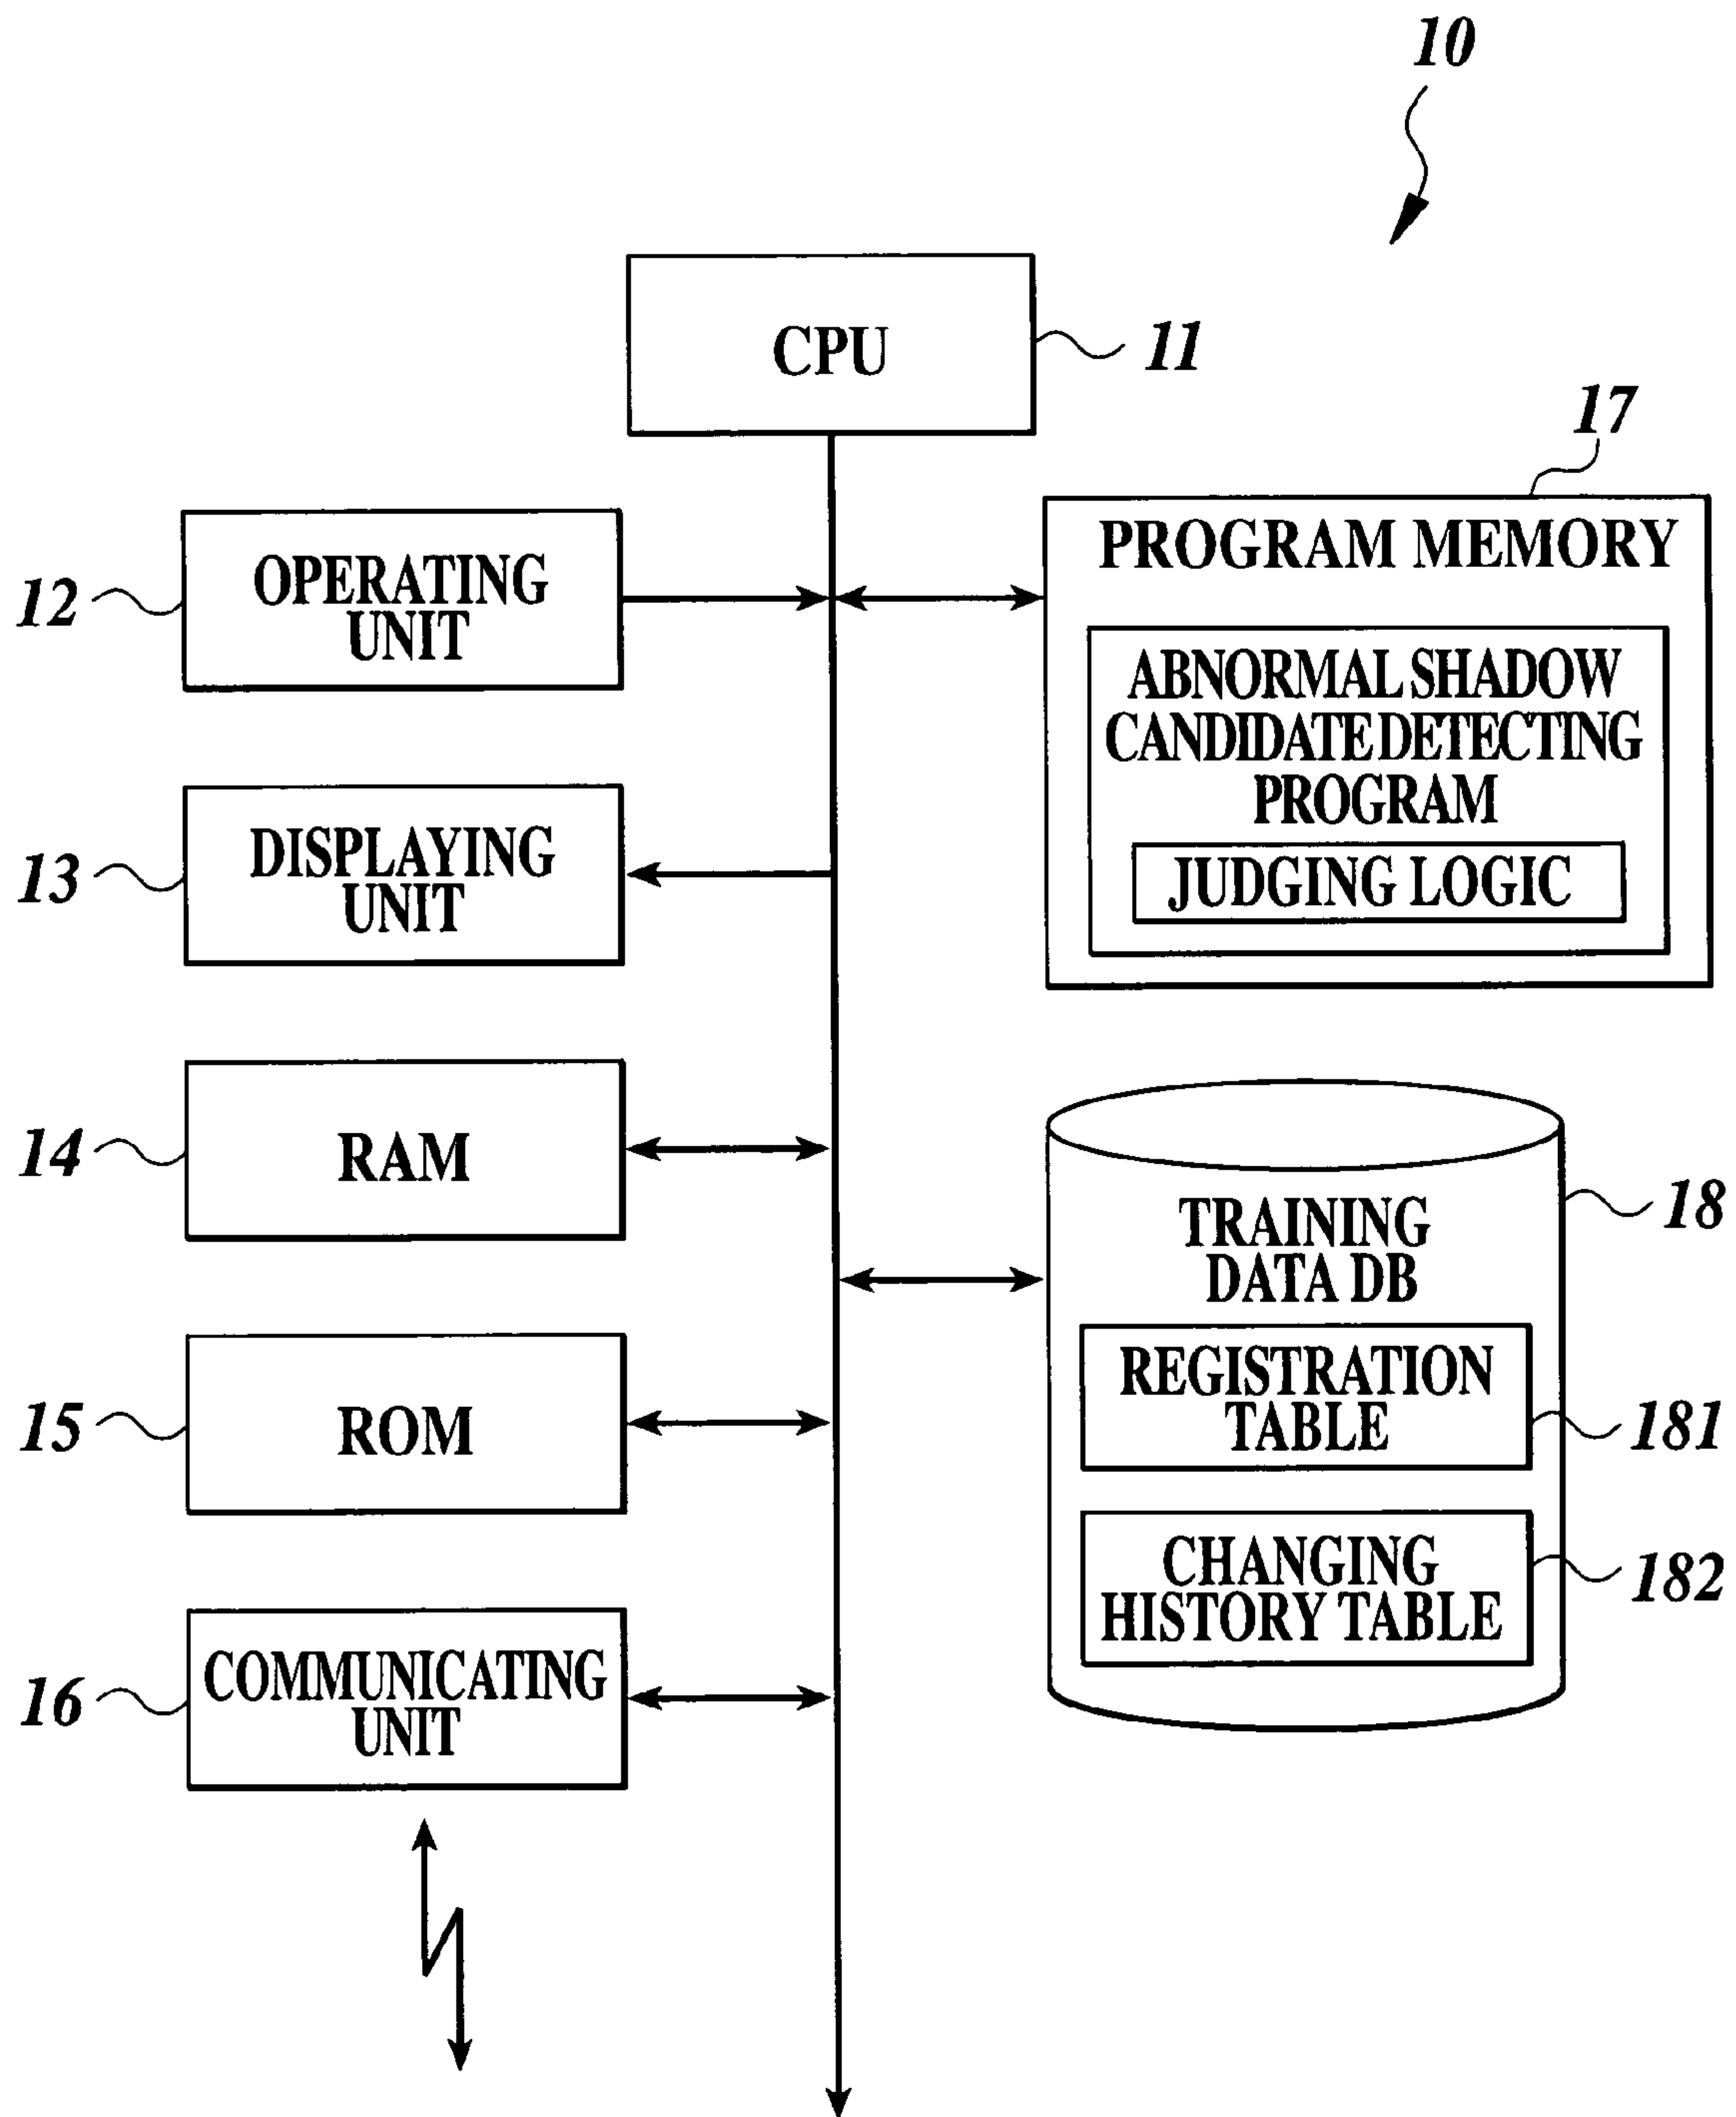 10
CPU
11
17
OPERATING
UNIT
12
PROGRAM MEMORY
ABNORMAL SHADOW
CANDIDATE DETECTING
PROGRAM
JUDGING LOGIC
DISPLAYING
UNIT
13
RAM
14
TRAINING
DATA DB
18
REGISTRATION
TABLE
181
ROM
15
CHANGING
HISTORY TABLE
182
COMMUNICATING
UNIT
16